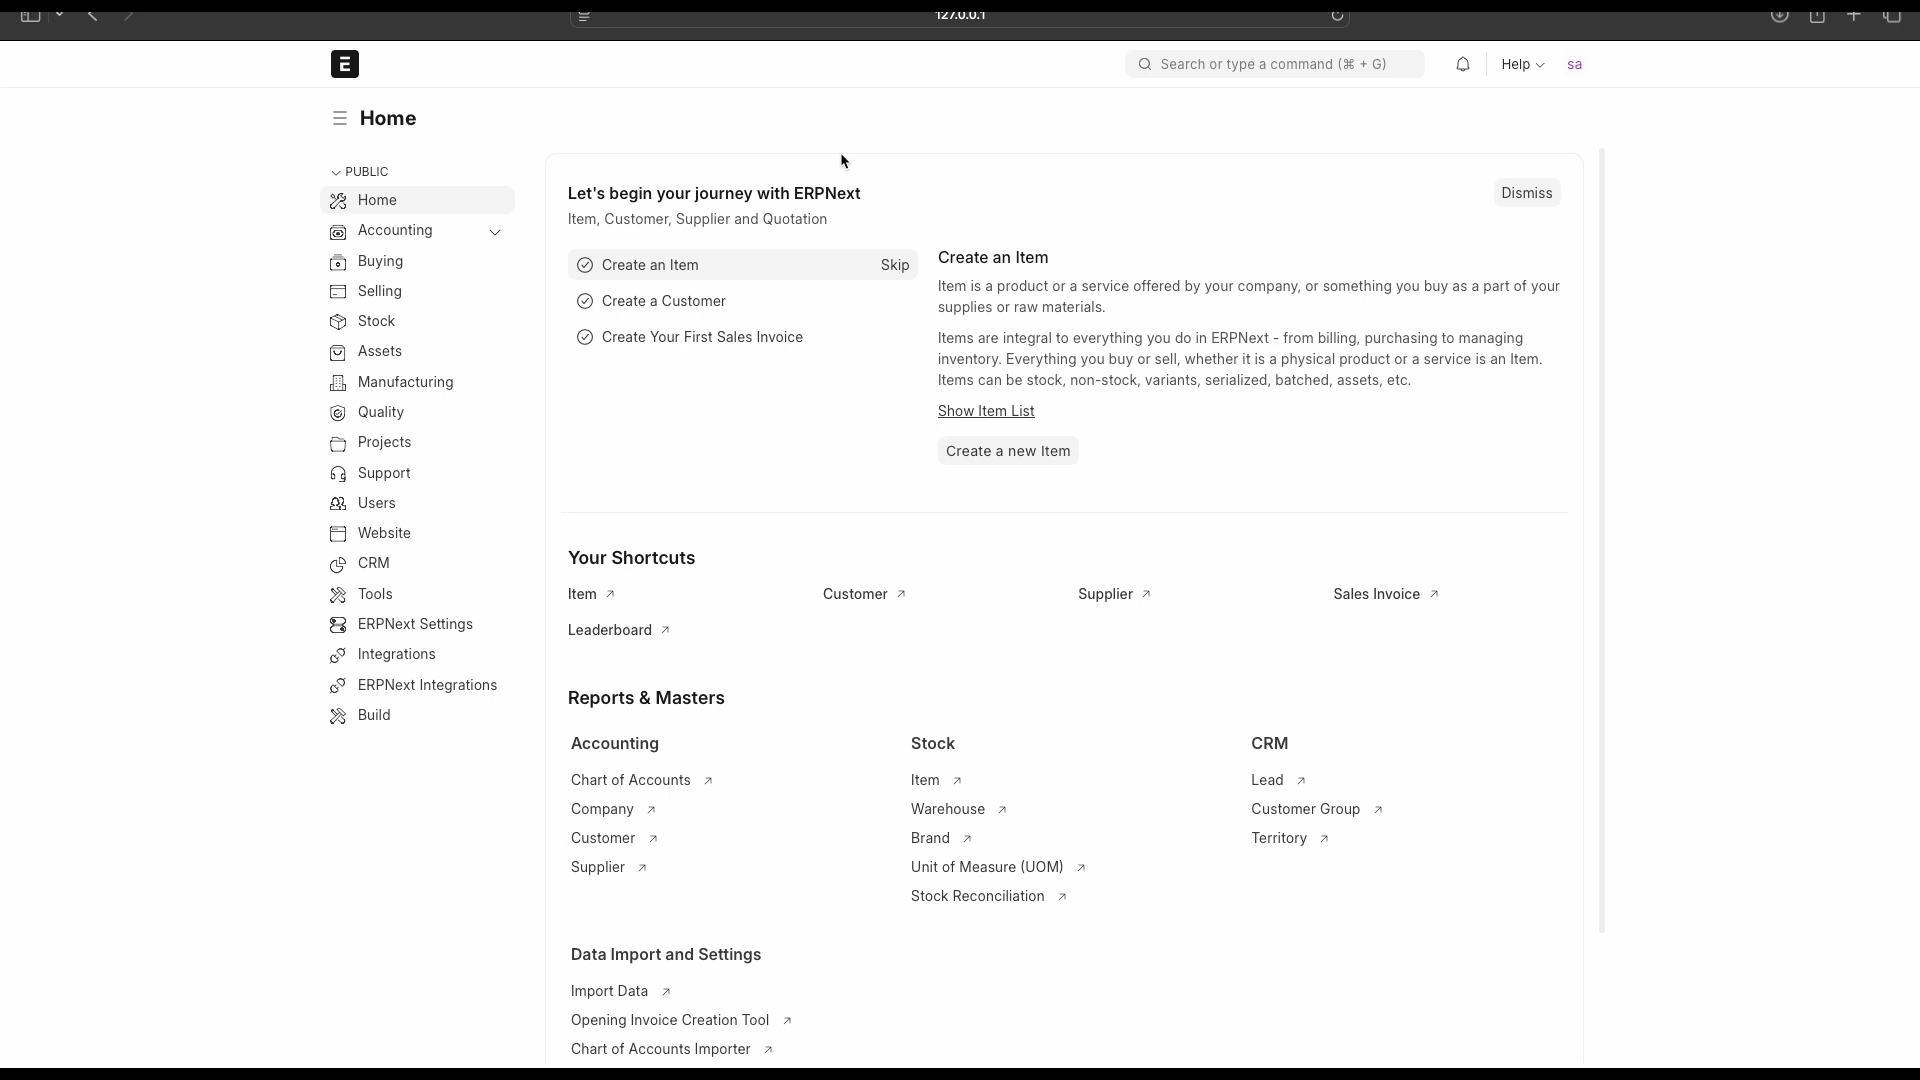 127.0.0.1
E
Search or type a command (⌘ + G)
Help
sa
Home
PUBLIC
Home
Accounting
Buying
Selling
Stock
Assets
Manufacturing
Quality
Projects
Support
Users
Website
CRM
Tools
ERPNext Settings
Integrations
ERPNext Integrations
Build
Let's begin your journey with ERPNext
Dismiss
Item, Customer, Supplier and Quotation
Create an Item
Skip
Create a Customer
Create Your First Sales Invoice
Create an Item
Item is a product or a service offered by your company, or something you buy as a part of your
supplies or raw materials.
Items are integral to everything you do in ERPNext - from billing, purchasing to managing
inventory. Everything you buy or sell, whether it is a physical product or a service is an Item.
Items can be stock, non-stock, variants, serialized, batched, assets, etc.
Show Item List
Create a new Item
Your Shortcuts
Item
Customer
Supplier
Sales Invoice
Leaderboard
Reports & Masters
Accounting
Chart of Accounts
Company
Customer
Supplier
Stock
Item
Warehouse
Brand
Unit of Measure (UOM)
Stock Reconciliation
CRM
Lead
Customer Group
Territory
Data Import and Settings
Import Data
Opening Invoice Creation Tool
Chart of Accounts Importer